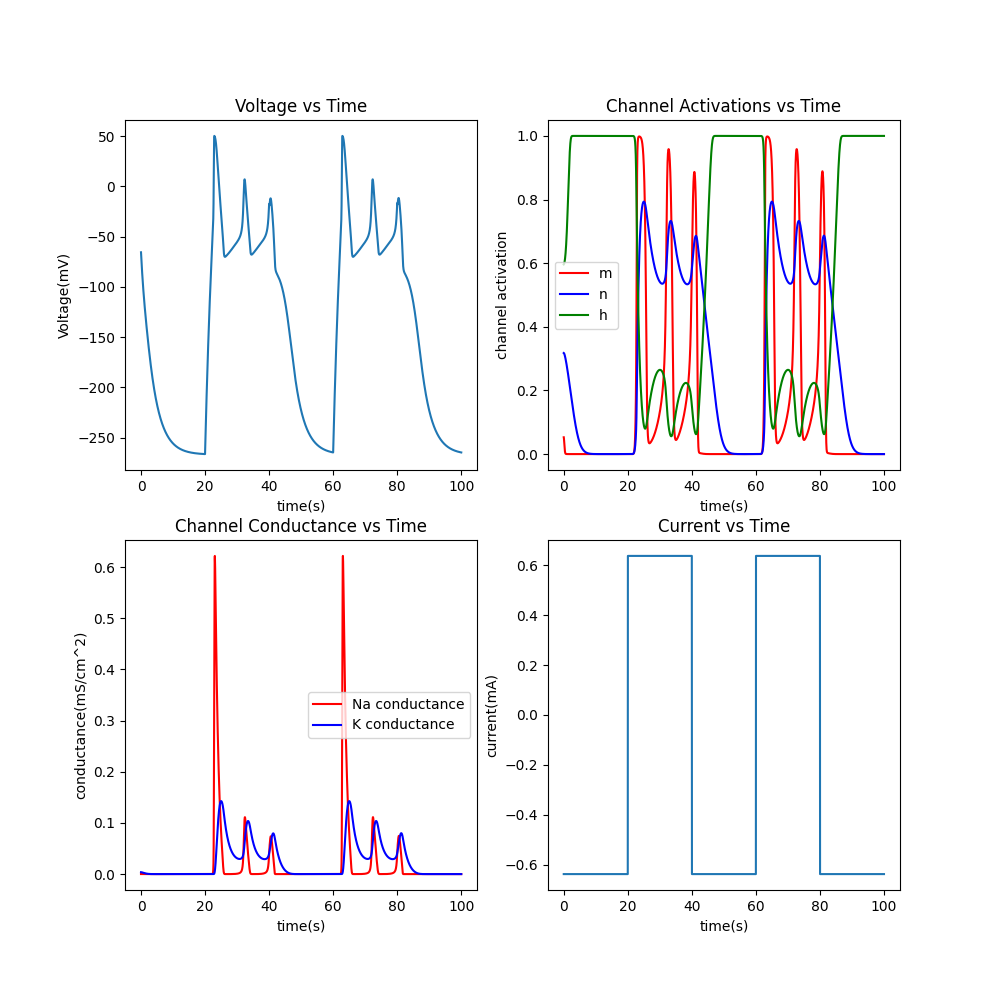 Voltage vs Time
Voltage(mV)
50
0
−50
−100
−150
−200
−250
0 20 40 60 80 100
time(s)
Channel Activations vs Time
channel activation
1.0
0.8
0.6
0.4
0.2
0.0
m
n
h
0 20 40 60 80 100
time(s)
Channel Conductance vs Time
conductance(mS/cm^2)
0.6
0.5
0.4
0.3
0.2
0.1
0.0
Na conductance
K conductance
0 20 40 60 80 100
time(s)
Current vs Time
current(mA)
0.6
0.4
0.2
0.0
−0.2
−0.4
−0.6
0 20 40 60 80 100
time(s)